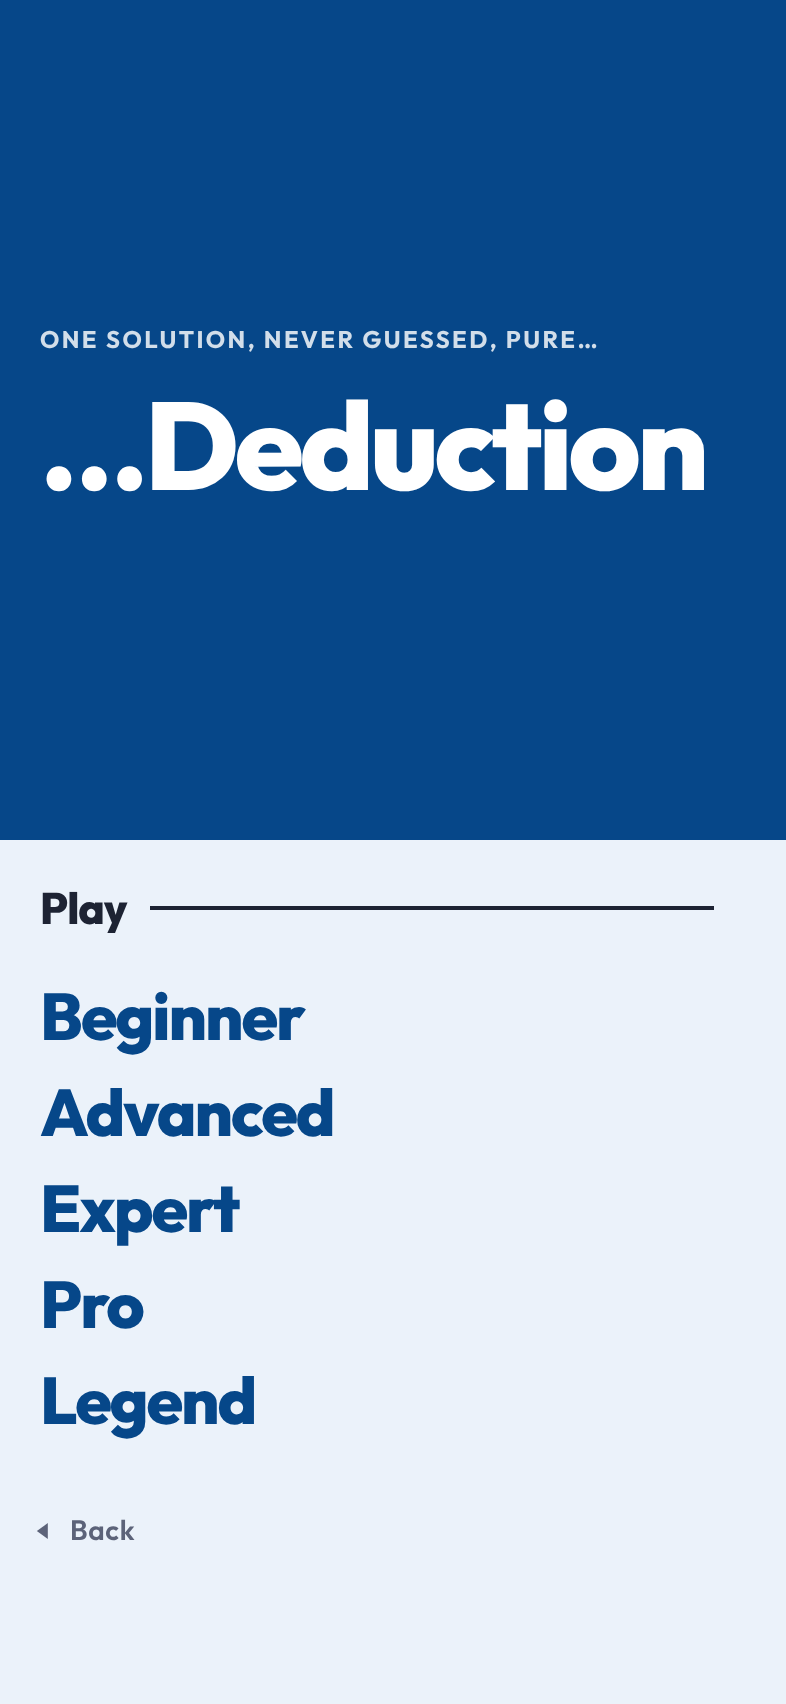 ONE SOLUTION, NEVER GUESSED, PURE…
…Deduction
Play
Beginner
Advanced
Expert
Pro
Legend
Back